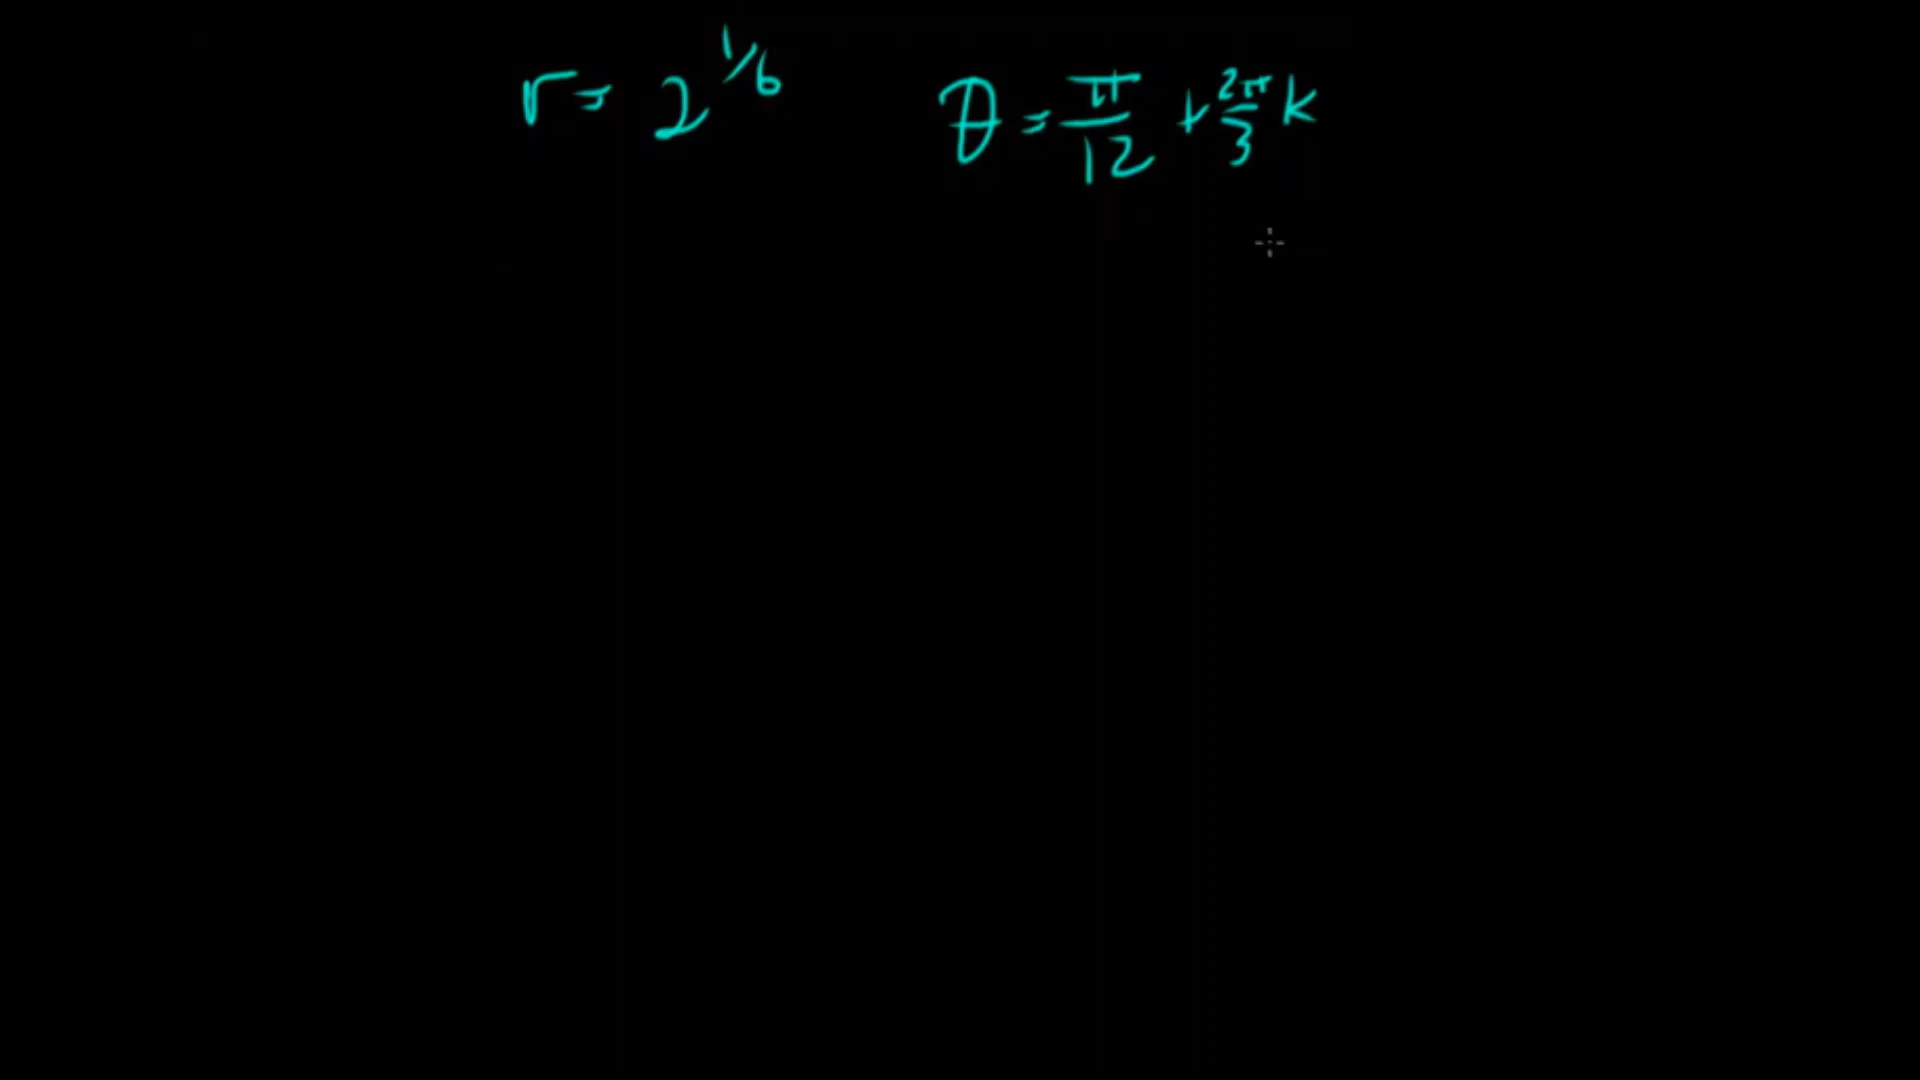 r = 2^{1/6} θ = π/12 + 2π/3 k